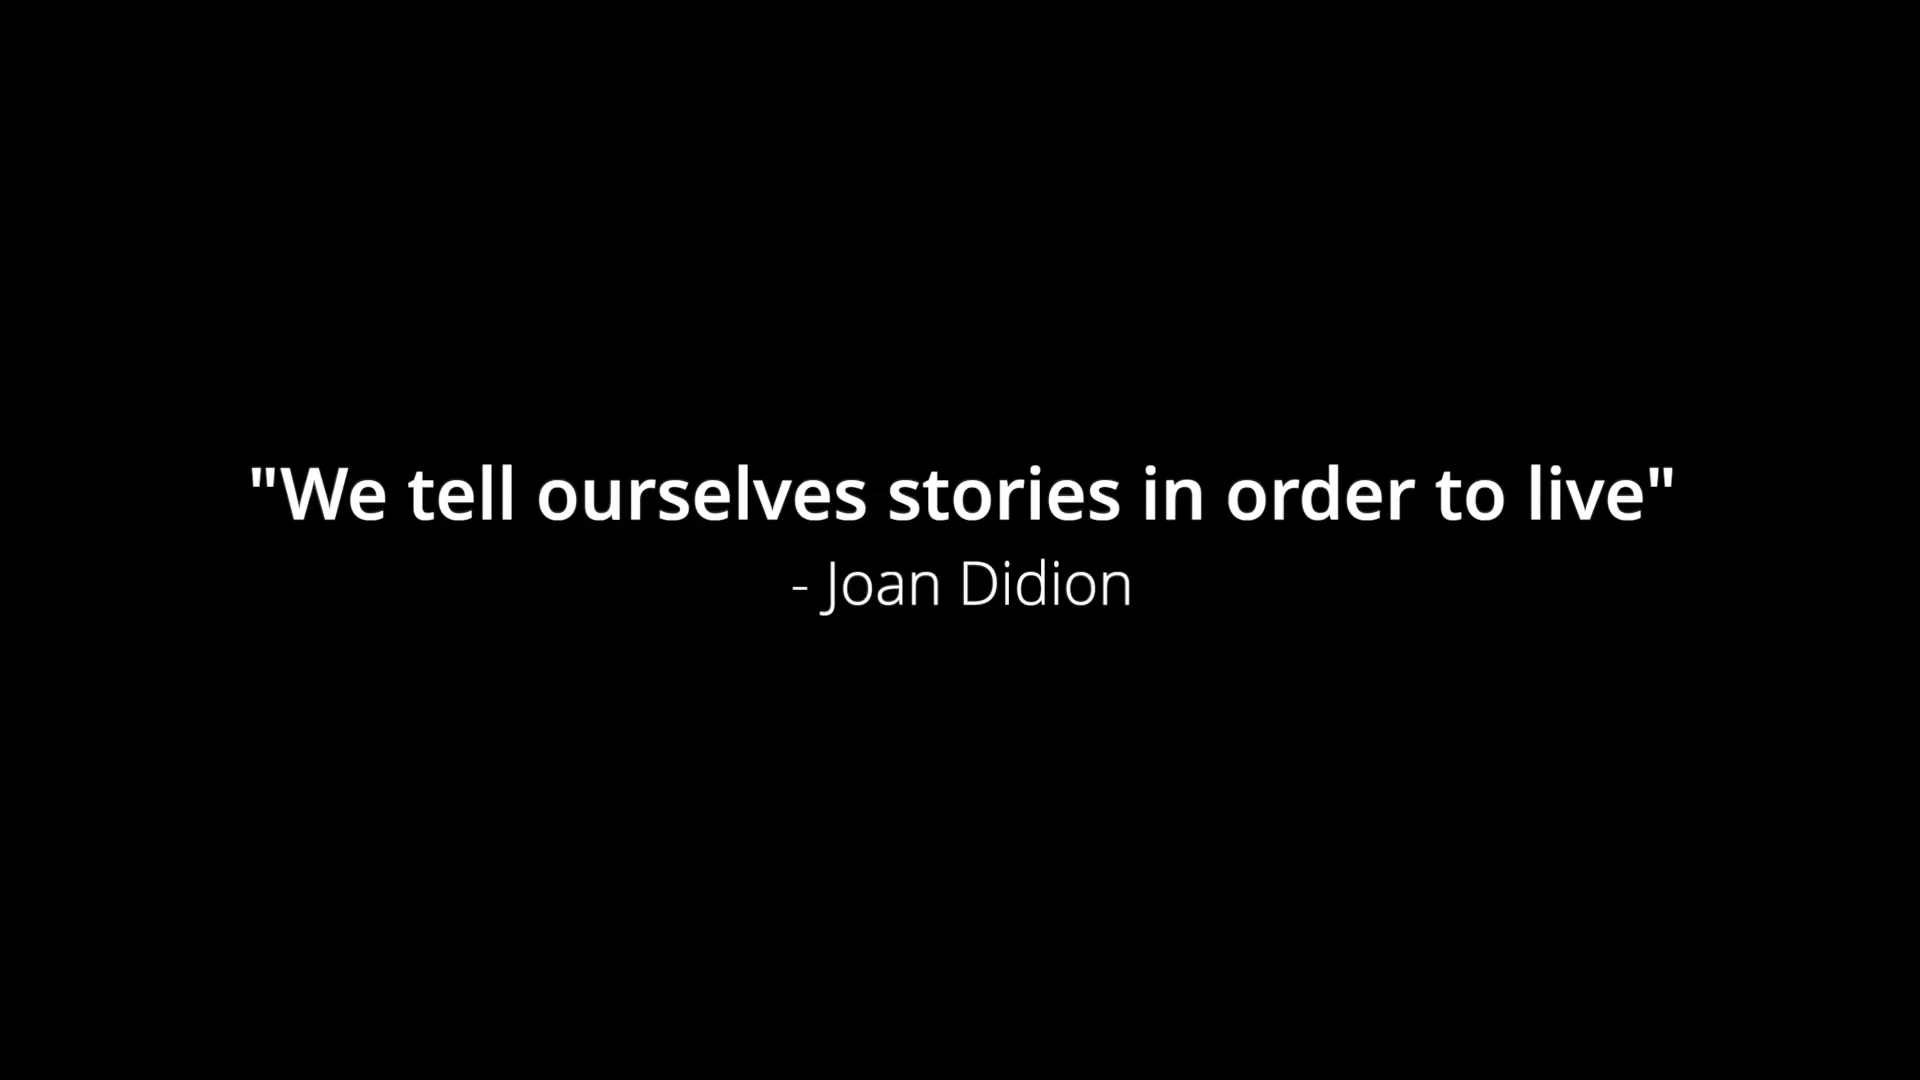 "We tell ourselves stories in order to live"
- Joan Didion